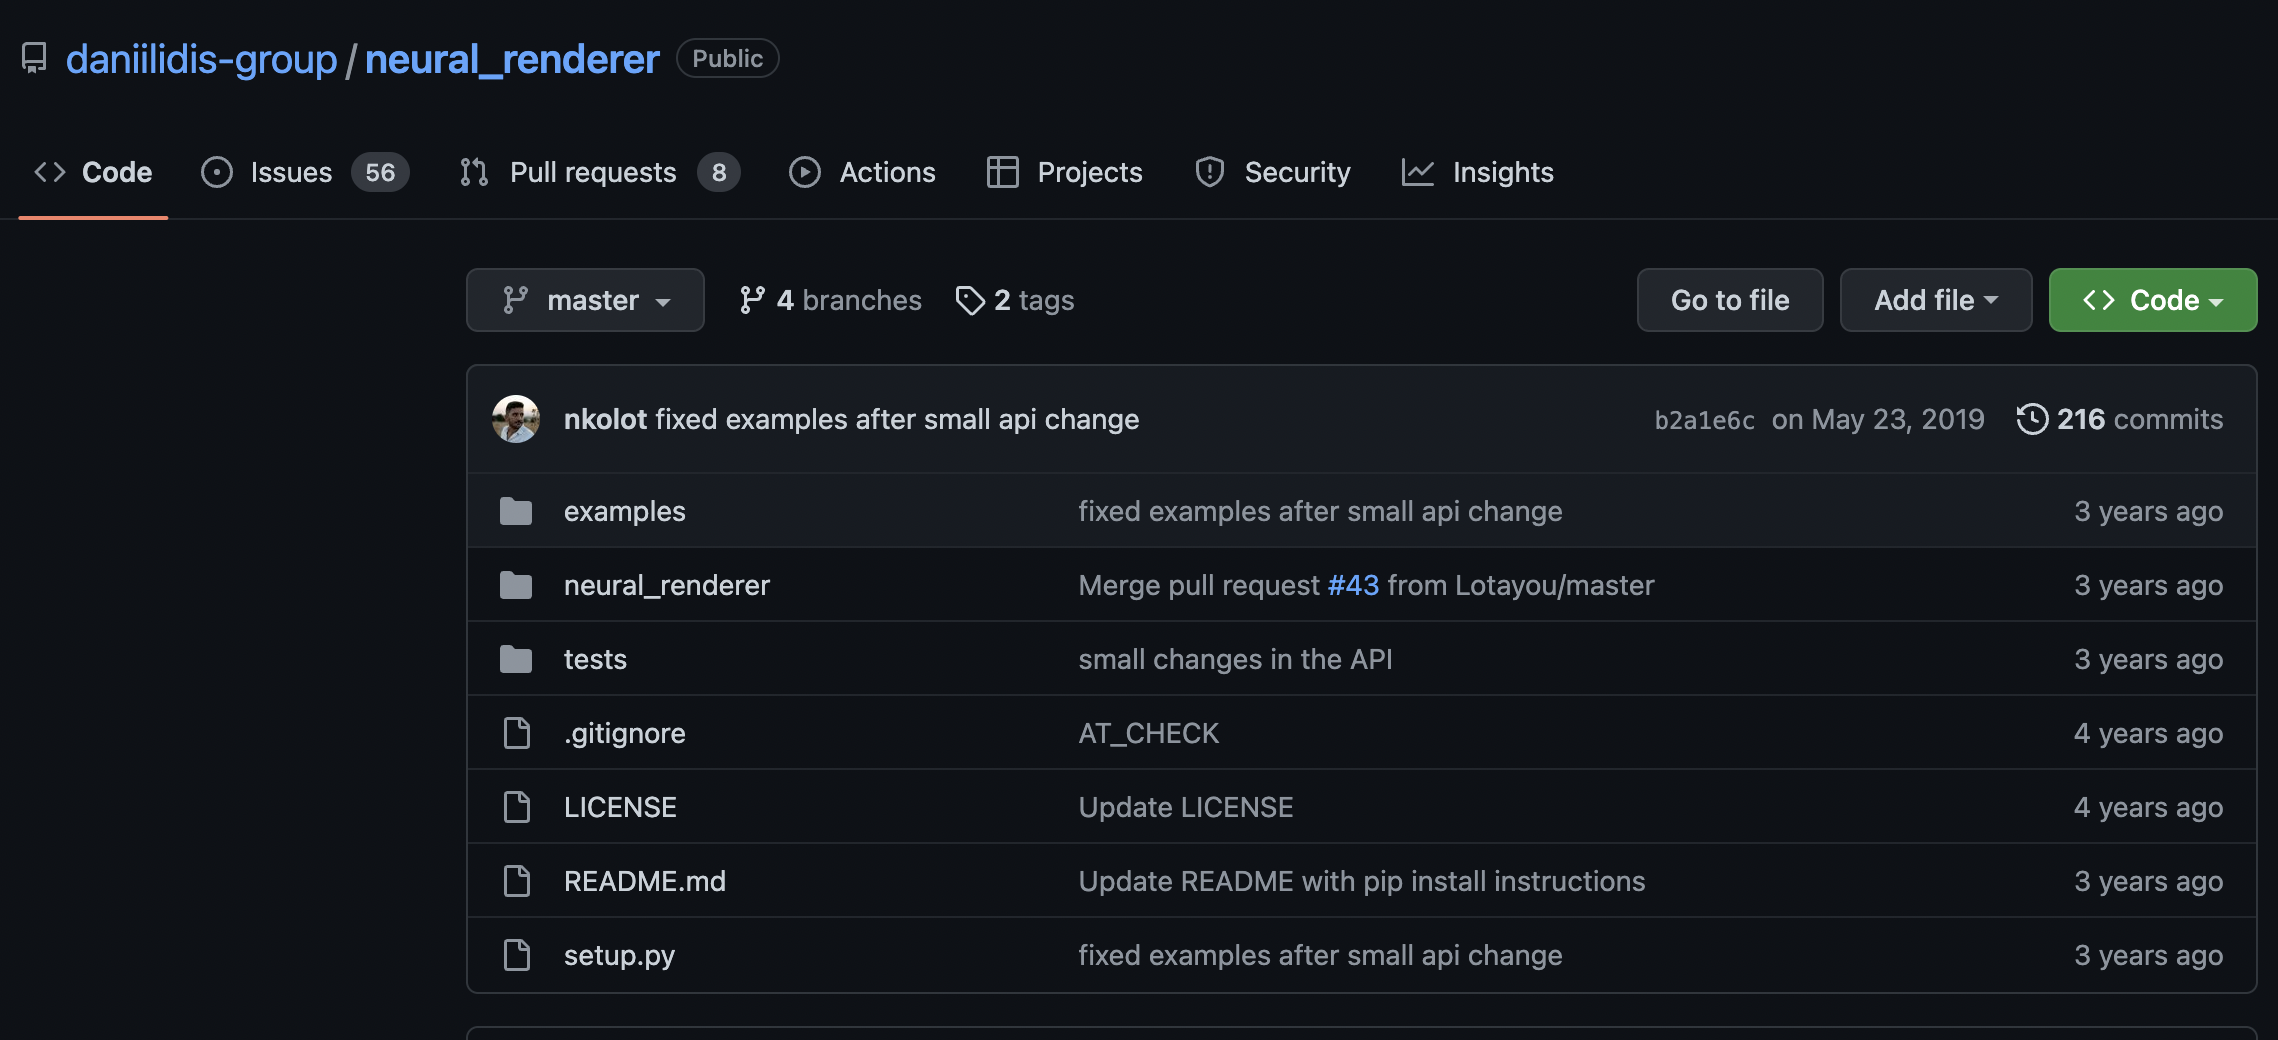 daniilidis-group / neural_renderer Public
Code Issues 56 Pull requests 8 Actions Projects Security Insights
master 4 branches 2 tags Go to file Add file Code
nkolot fixed examples after small api change b2a1e6c on May 23, 2019 216 commits
examples fixed examples after small api change 3 years ago
neural_renderer Merge pull request #43 from Lotayou/master 3 years ago
tests small changes in the API 3 years ago
.gitignore AT_CHECK 4 years ago
LICENSE Update LICENSE 4 years ago
README.md Update README with pip install instructions 3 years ago
setup.py fixed examples after small api change 3 years ago